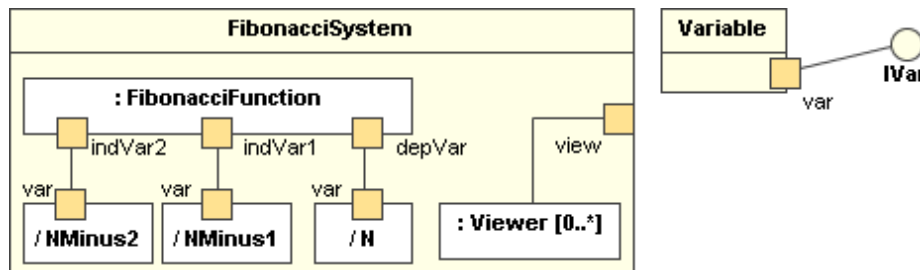 FibonacciSystem
: FibonacciFunction
indVar2
indVar1
depVar
view
var
var
var
/ NMinus2
/ NMinus1
/ N
: Viewer [0..*]
Variable
var
IVar